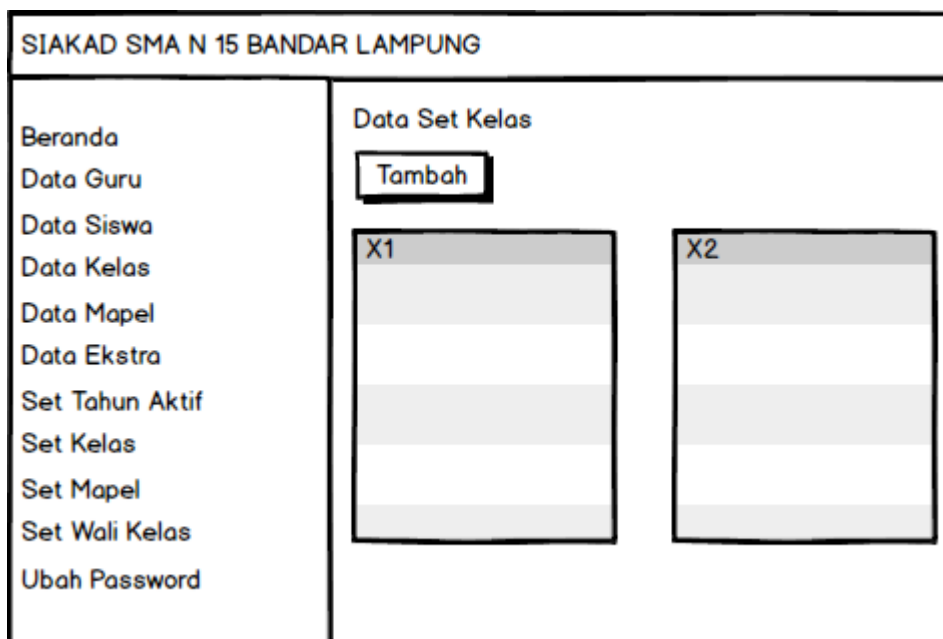 SIAKAD SMA N 15 BANDAR LAMPUNG
Beranda
Data Guru
Data Siswa
Data Kelas
Data Mapel
Data Ekstra
Set Tahun Aktif
Set Kelas
Set Mapel
Set Wali Kelas
Ubah Password
Data Set Kelas
Tambah
X1
X2